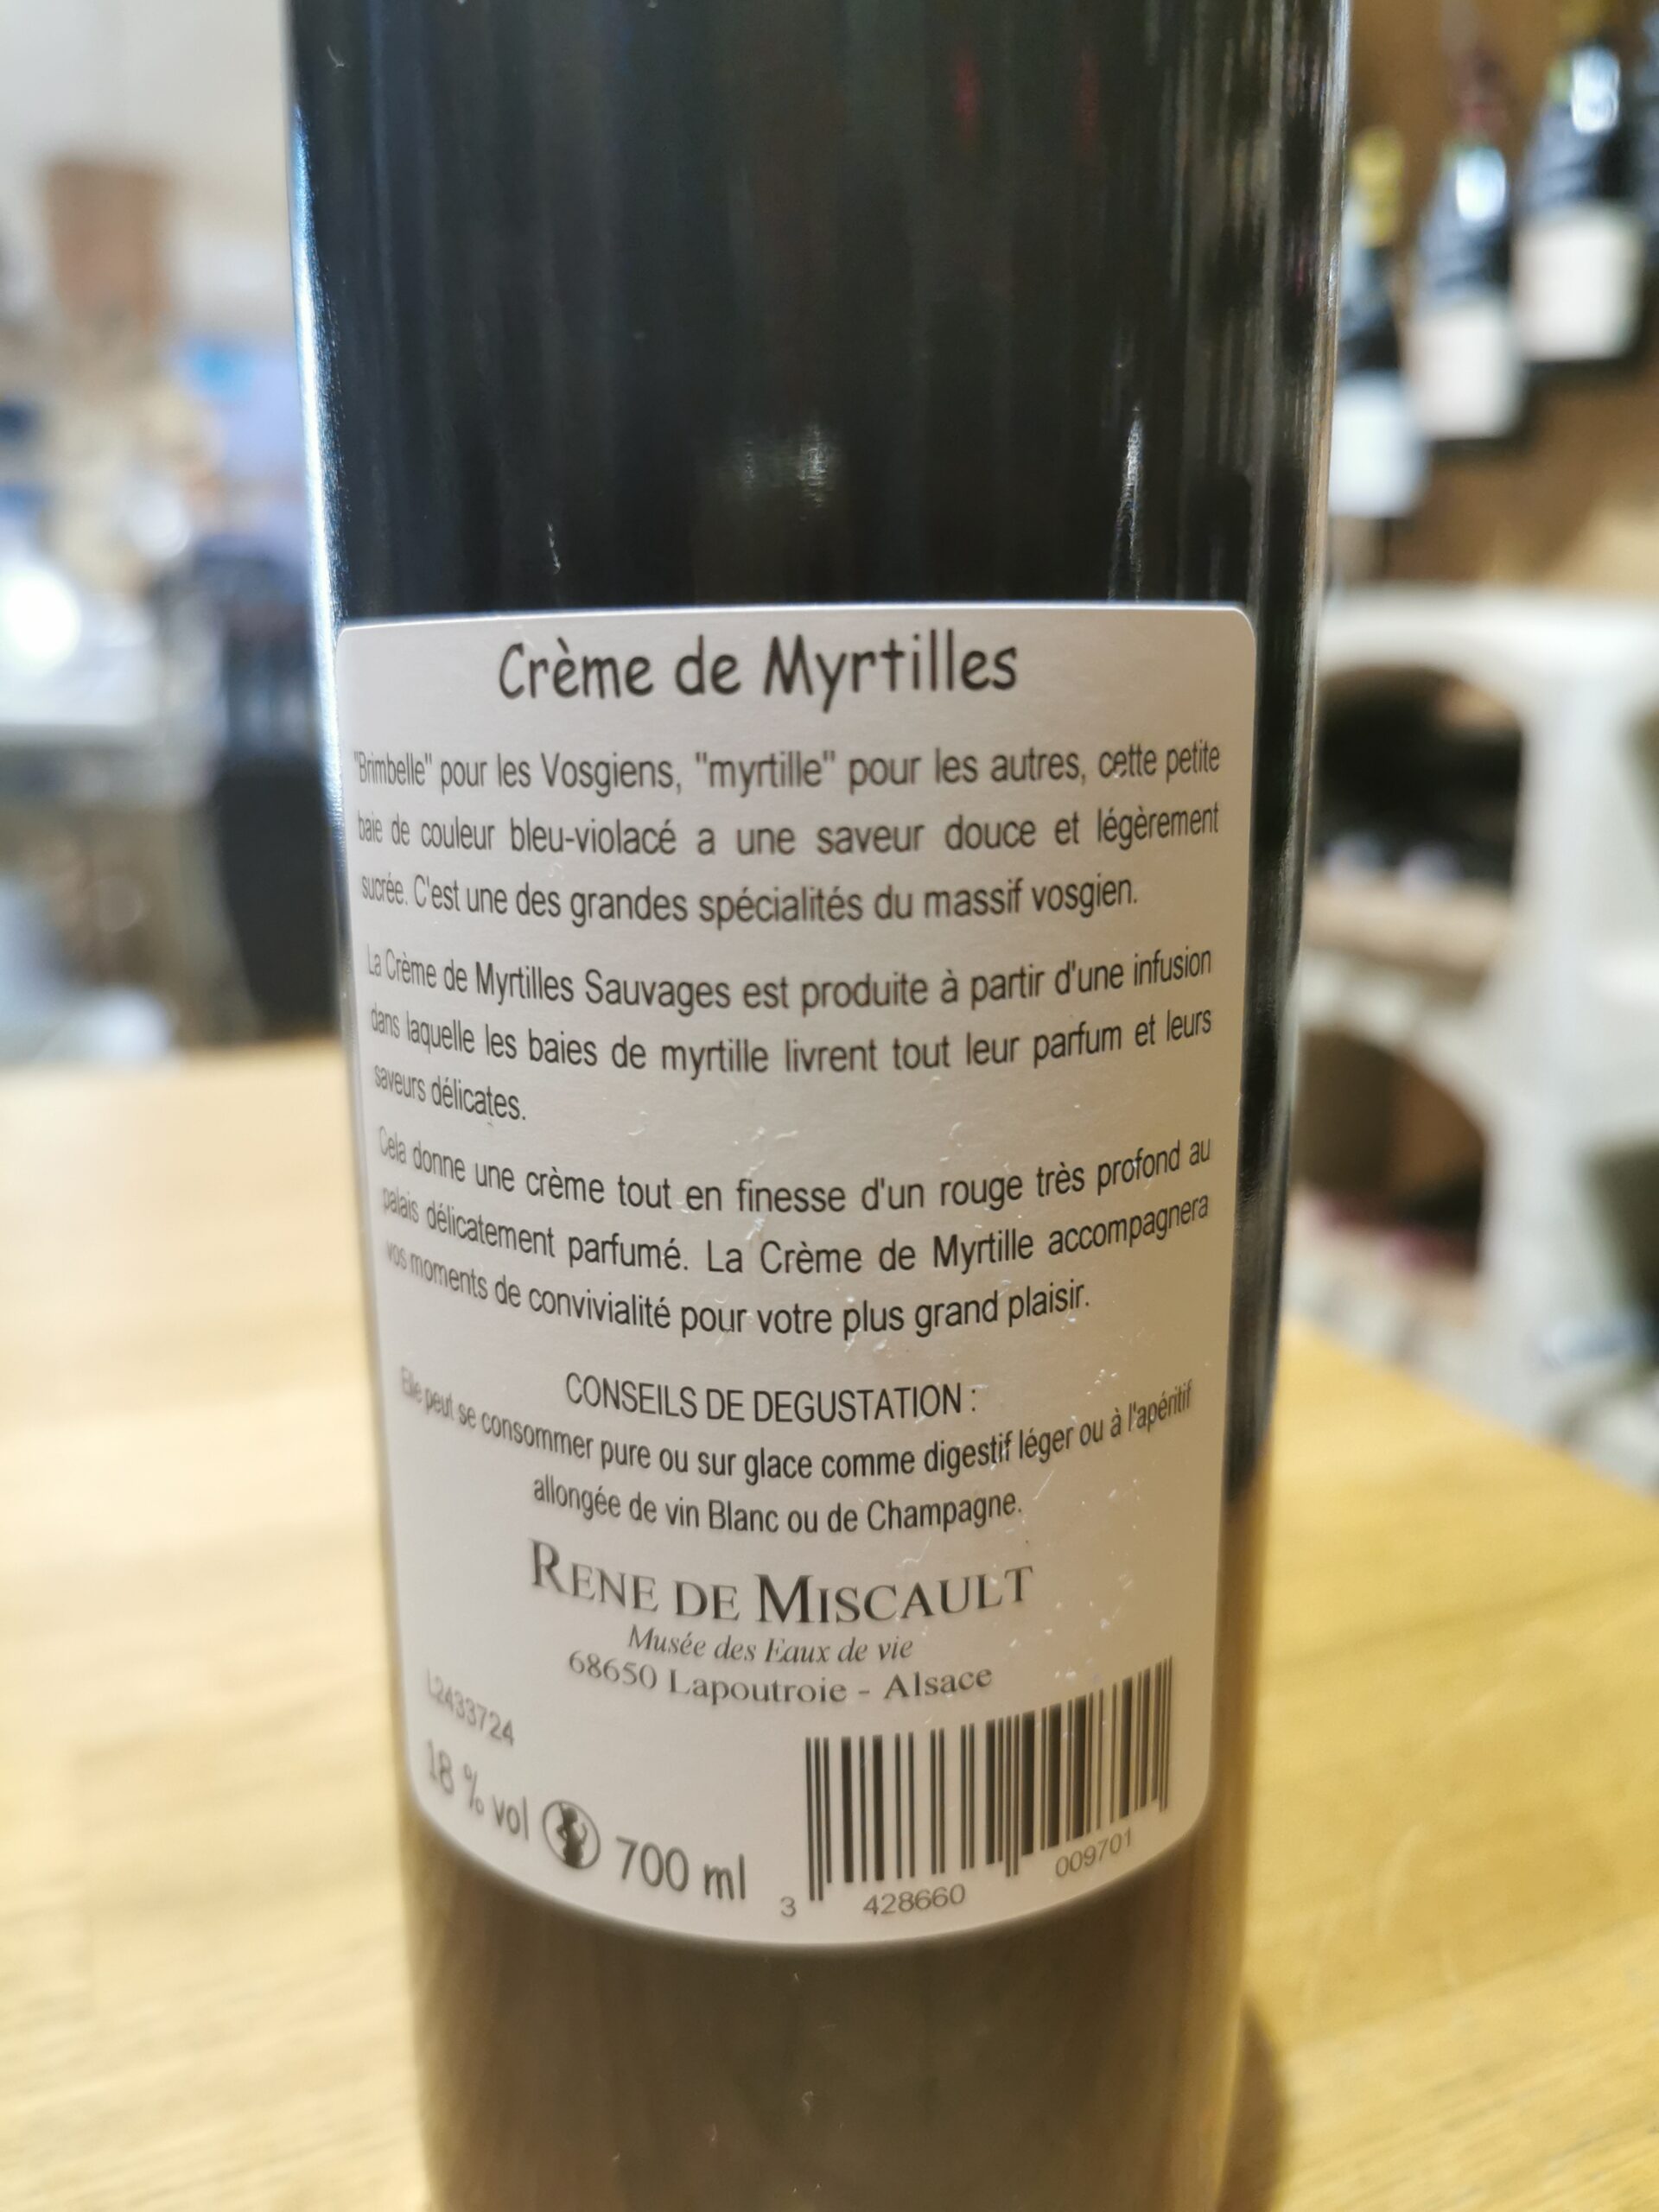 Crème de Myrtilles
"Brimbelle" pour les Vosgiens, "myrtille" pour les autres, cette petite
baie de couleur bleu-violacé a une saveur douce et légèrement
sucrée. C'est une des grandes spécialités du massif vosgien.
La Crème de Myrtilles Sauvages est produite à partir d'une infusion
dans laquelle les baies de myrtille livrent tout leur parfum et leurs
saveurs délicates.
Cela donne une crème tout en finesse d'un rouge très profond au
palais délicatement parfumé. La Crème de Myrtille accompagnera
vos moments de convivialité pour votre plus grand plaisir.
CONSEILS DE DEGUSTATION :
Elle peut se consommer pure ou sur glace comme digestif léger ou à l'apéritif
allongée de vin Blanc ou de Champagne.
RENE DE MISCAULT
Musée des Eaux de vie
68650 Lapoutroie - Alsace
L2433724
18 % vol 700 ml
3 428660 009701